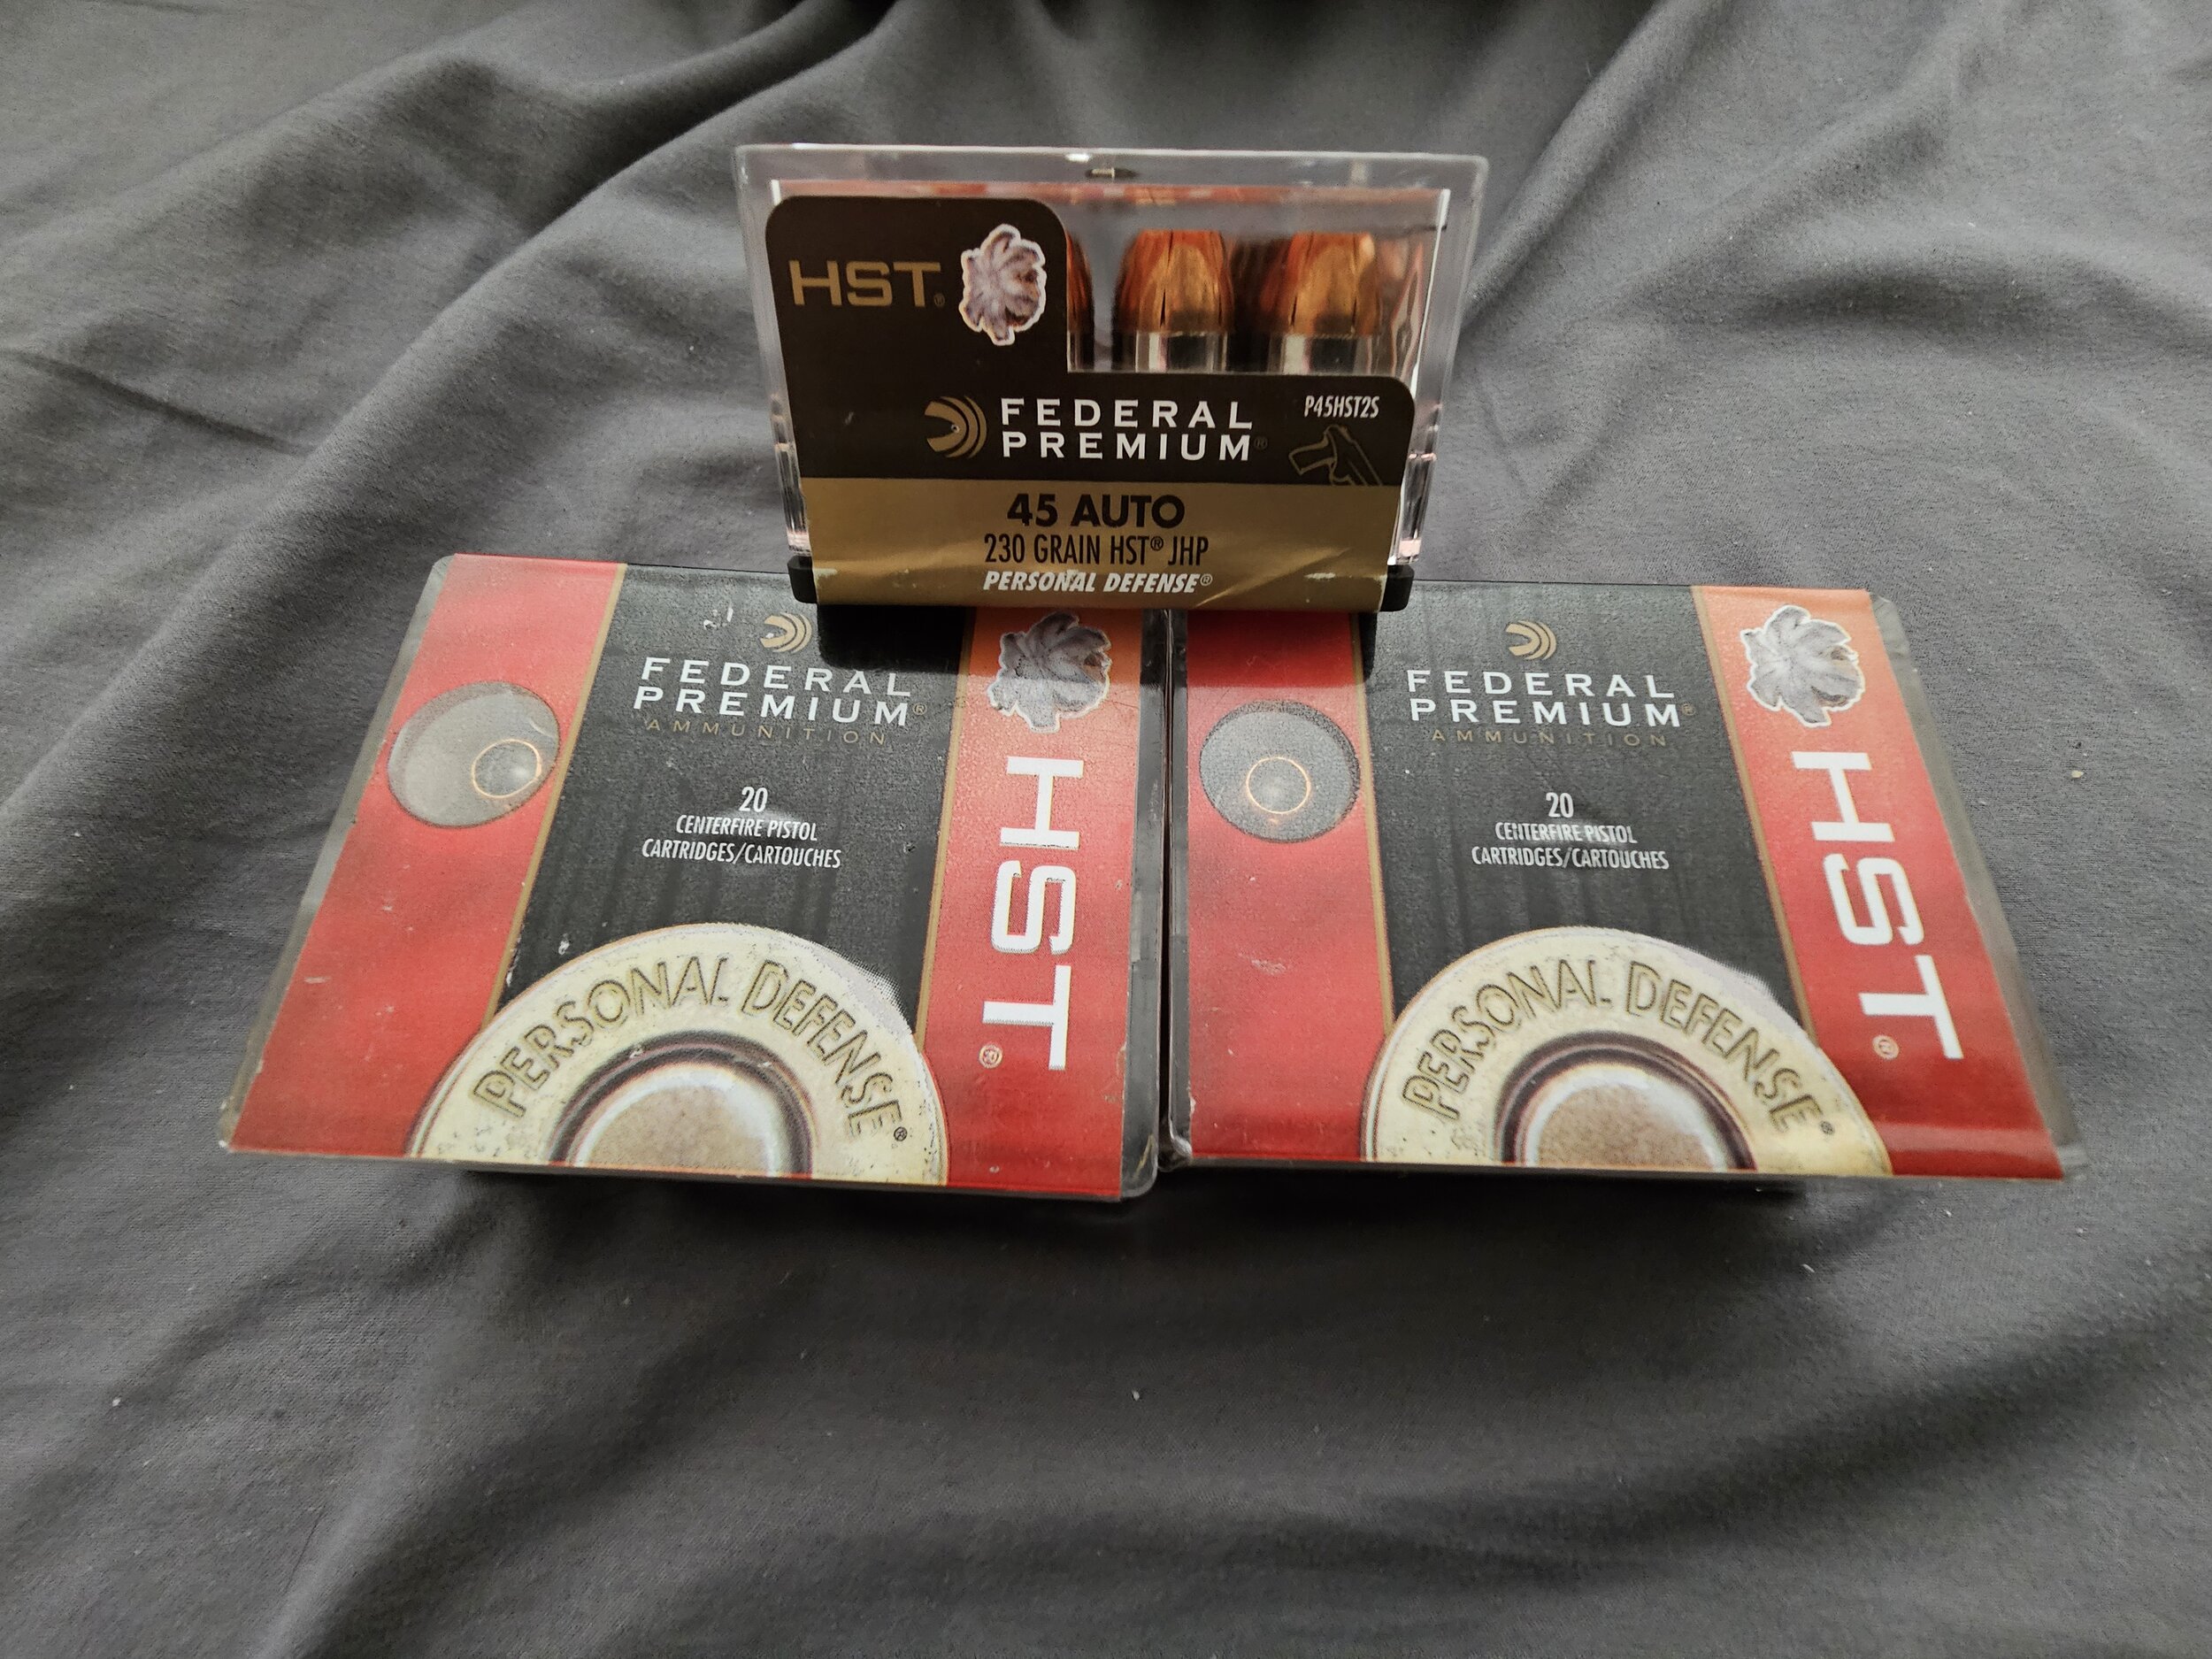 HST®
FEDERAL
PREMIUM®
P45HST2S
45 AUTO
230 GRAIN HST® JHP
PERSONAL DEFENSE®
FEDERAL
PREMIUM®
AMMUNITION
20
CENTERFIRE PISTOL
CARTRIDGES/CARTOUCHES
PERSONAL DEFENSE®
HST®
FEDERAL
PREMIUM®
AMMUNITION
20
CENTERFIRE PISTOL
CARTRIDGES/CARTOUCHES
PERSONAL DEFENSE®
HST®